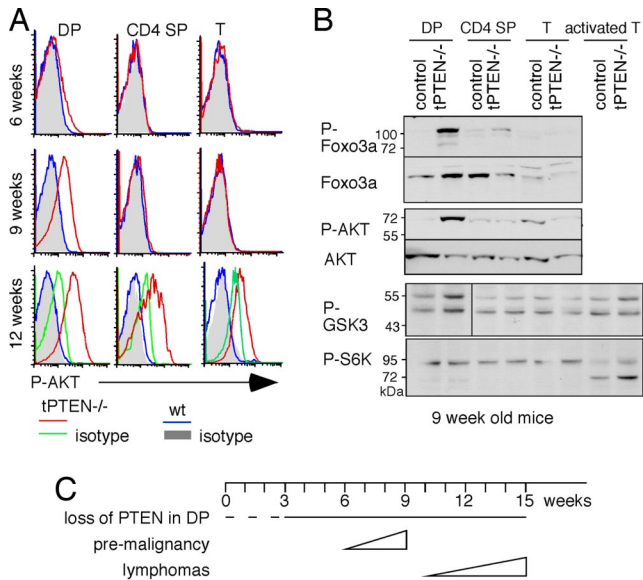 A
DP CD4 SP T
6 weeks
9 weeks
12 weeks
P-AKT
tPTEN-/- wt
isotype isotype
B
DP CD4 SP T activated T
control tPTEN-/- control tPTEN-/- control tPTEN-/- control tPTEN-/-
P-Foxo3a 100 72
Foxo3a
P-AKT 72 55
AKT
P-GSK3 55 43
P-S6K 95 72
kDa
9 week old mice
C
0 3 6 9 12 15 weeks
loss of PTEN in DP
pre-malignancy
lymphomas